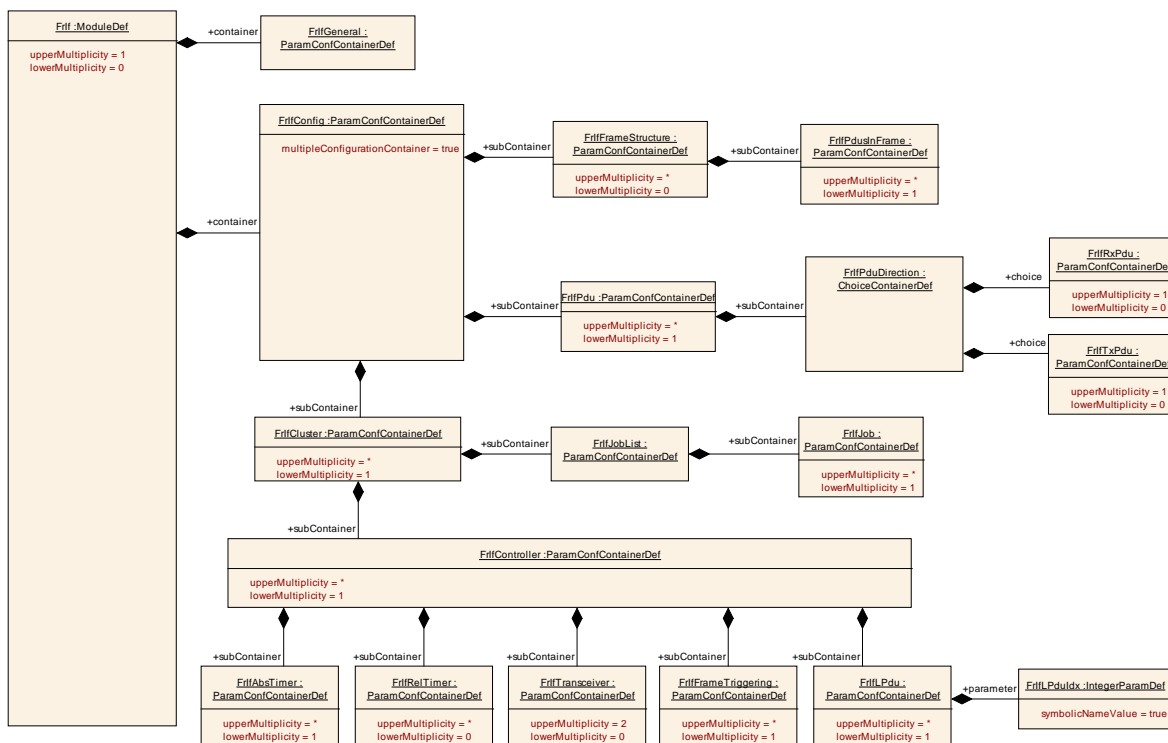 FrIf :ModuleDef
upperMultiplicity = 1
lowerMultiplicity = 0
+container
FrIfGeneral :
ParamConfContainerDef
+container
FrIfConfig :ParamConfContainerDef
multipleConfigurationContainer = true
+subContainer
FrIfFrameStructure :
ParamConfContainerDef
upperMultiplicity = *
lowerMultiplicity = 0
+subContainer
FrIfPdusInFrame :
ParamConfContainerDef
upperMultiplicity = *
lowerMultiplicity = 1
+subContainer
FrIfPdu :ParamConfContainerDef
upperMultiplicity = *
lowerMultiplicity = 1
+subContainer
FrIfPduDirection :
ChoiceContainerDef
+choice
FrIfRxPdu :
ParamConfContainerDef
upperMultiplicity = 1
lowerMultiplicity = 0
+choice
FrIfTxPdu :
ParamConfContainerDef
upperMultiplicity = 1
lowerMultiplicity = 0
+subContainer
FrIfCluster :ParamConfContainerDef
upperMultiplicity = *
lowerMultiplicity = 1
+subContainer
FrIfJobList :
ParamConfContainerDef
+subContainer
FrIfJob :
ParamConfContainerDef
upperMultiplicity = *
lowerMultiplicity = 1
+subContainer
FrIfController :ParamConfContainerDef
upperMultiplicity = *
lowerMultiplicity = 1
+subContainer
FrIfAbsTimer :
ParamConfContainerDef
upperMultiplicity = *
lowerMultiplicity = 1
+subContainer
FrIfRelTimer :
ParamConfContainerDef
upperMultiplicity = *
lowerMultiplicity = 0
+subContainer
FrIfTransceiver :
ParamConfContainerDef
upperMultiplicity = 2
lowerMultiplicity = 0
+subContainer
FrIfFrameTriggering :
ParamConfContainerDef
upperMultiplicity = *
lowerMultiplicity = 1
+subContainer
FrIfLPdu :
ParamConfContainerDef
upperMultiplicity = *
lowerMultiplicity = 1
+parameter
FrIfLPduIdx :IntegerParamDef
symbolicNameValue = true